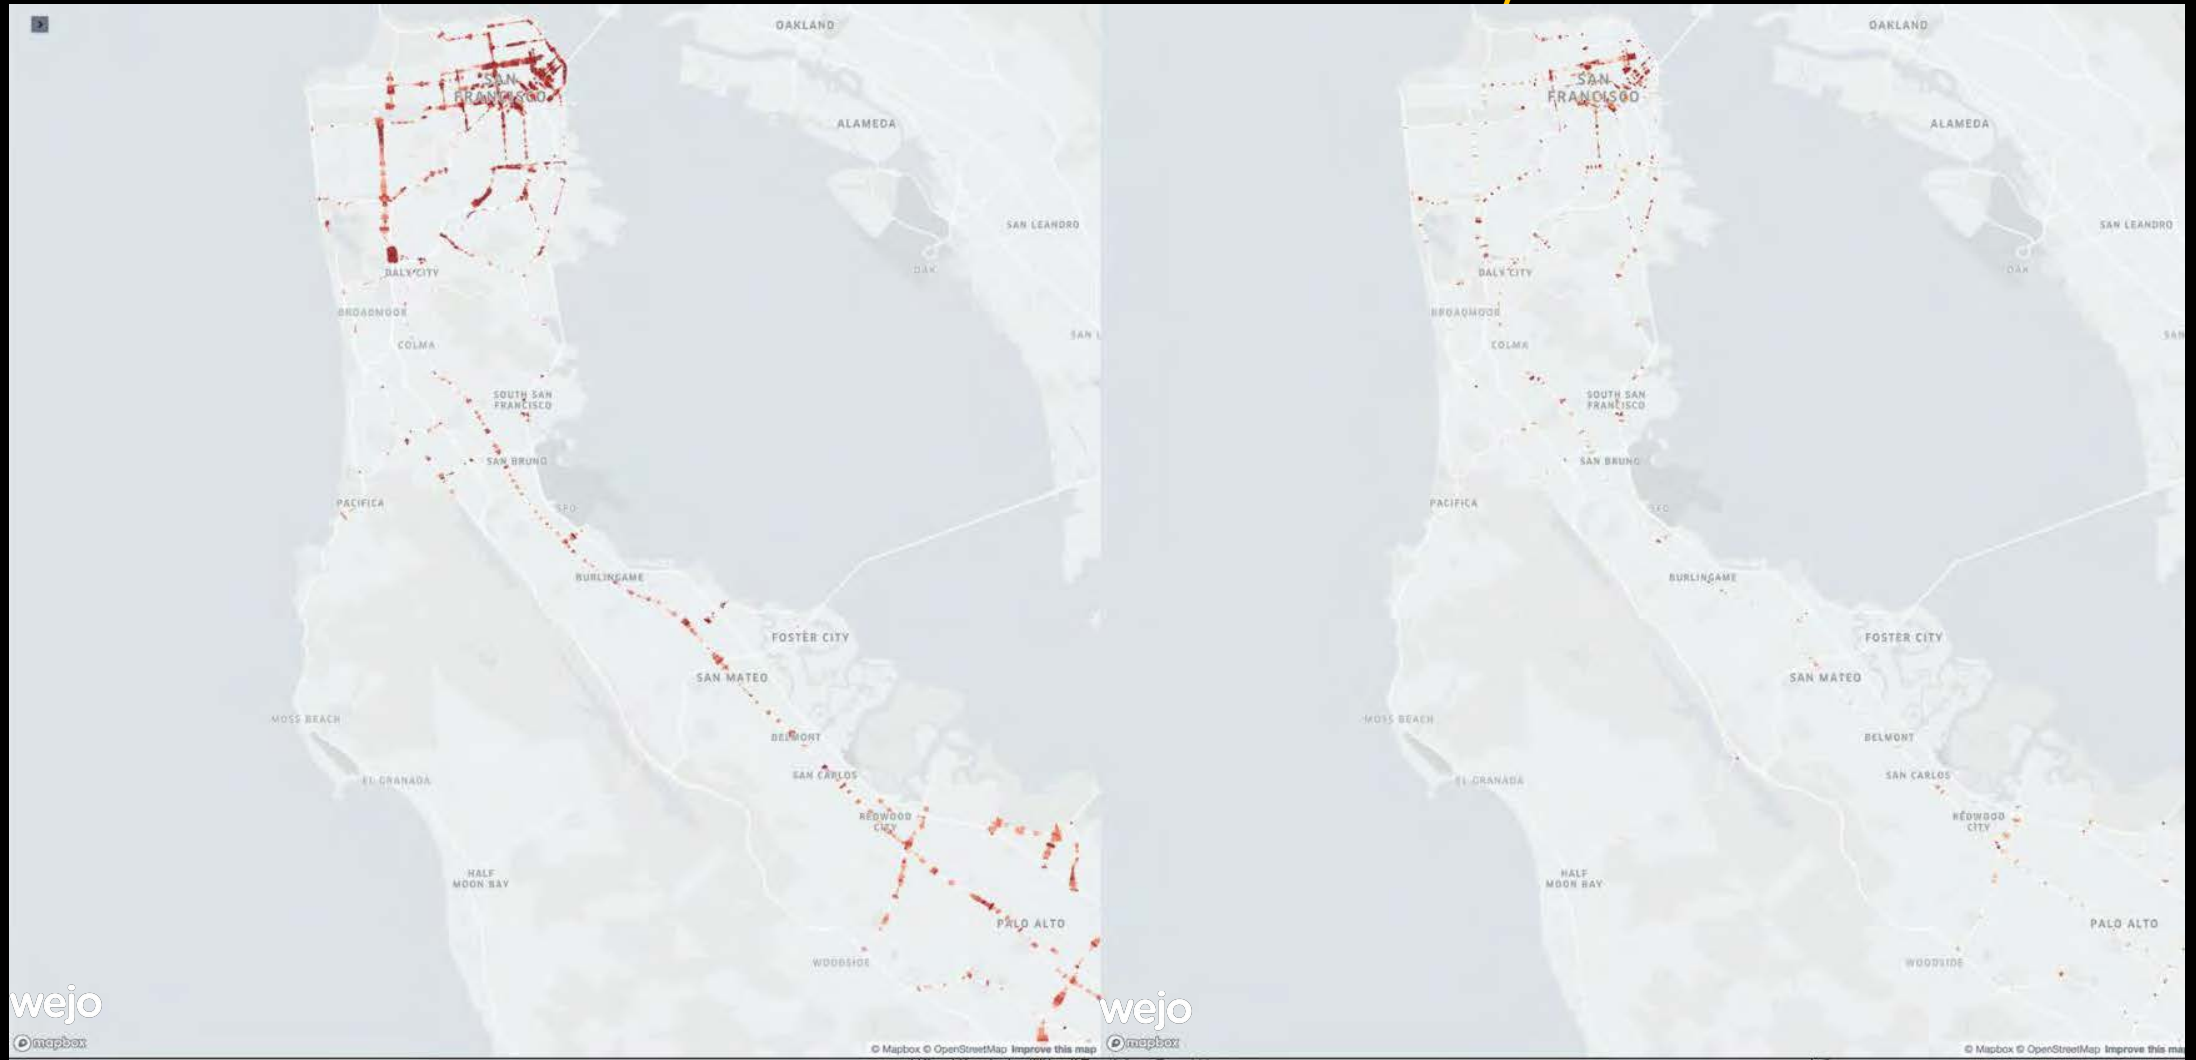 OAKLAND
SAN
FRANCISCO
ALAMEDA
SAN LEANDRO
OAK
DALY CITY
BROADMOOR
SAN L
COLMA
SOUTH SAN
FRANCISCO
SAN BRUNO
PACIFICA
SFO
BURLINGAME
FOSTER CITY
SAN MATEO
MOSS BEACH
BELMONT
SAN CARLOS
EL GRANADA
REDWOOD
CITY
HALF
MOON BAY
PALO ALTO
WOODSIDE
wejo
mapbox
© Mapbox © OpenStreetMap Improve this map
OAKLAND
SAN
FRANCISCO
ALAMEDA
SAN LEANDRO
OAK
DALY CITY
BROADMOOR
SAN
COLMA
SOUTH SAN
FRANCISCO
SAN BRUNO
PACIFICA
SFO
BURLINGAME
FOSTER CITY
SAN MATEO
MOSS BEACH
BELMONT
SAN CARLOS
EL GRANADA
REDWOOD
CITY
HALF
MOON BAY
PALO ALTO
WOODSIDE
wejo
mapbox
© Mapbox © OpenStreetMap Improve this ma